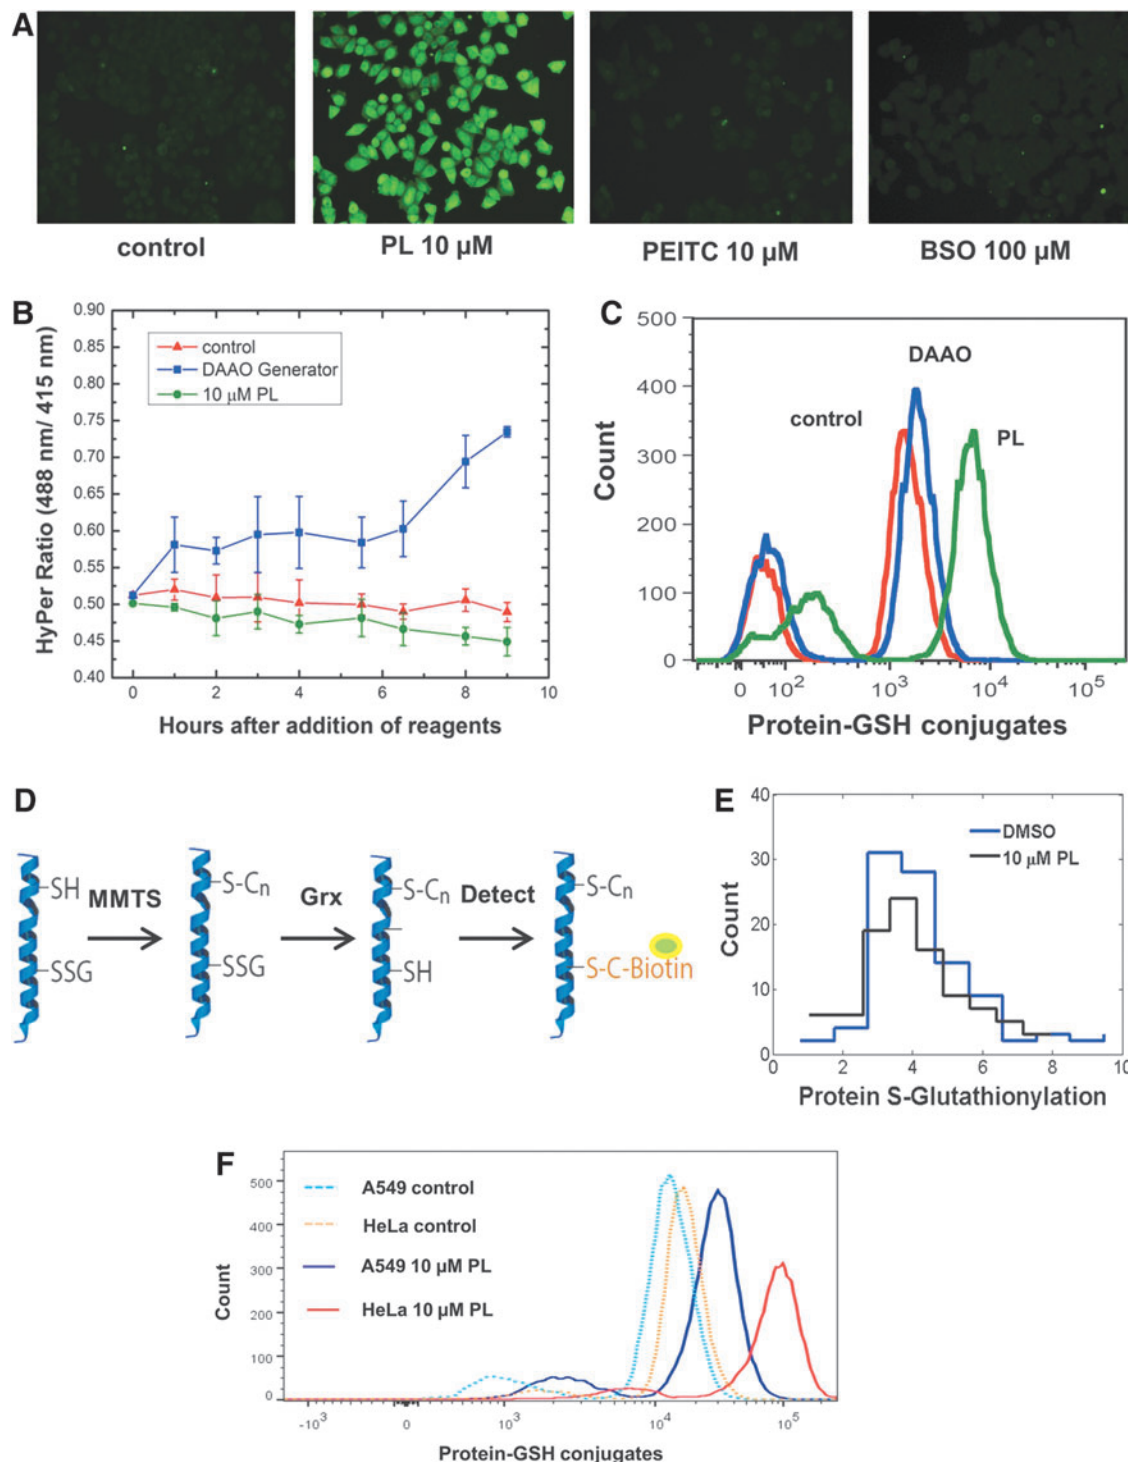 A
control
PL 10 µM
PEITC 10 µM
BSO 100 µM
B
HyPer Ratio (488 nm/ 415 nm)
0.90
0.85
0.80
0.75
0.70
0.65
0.60
0.55
0.50
0.45
0.40
control
DAAO Generator
10 µM PL
0
2
4
6
8
10
Hours after addition of reagents
C
Count
500
400
300
200
100
0
control
DAAO
PL
0
10²
10³
10⁴
10⁵
Protein-GSH conjugates
D
SH
SSG
MMTS
S-Cn
SSG
Grx
S-Cn
SH
Detect
S-Cn
S-C-Biotin
E
Count
40
30
20
10
0
DMSO
10 µM PL
0
2
4
6
8
10
Protein S-Glutathionylation
F
Count
500
400
300
200
100
0
A549 control
HeLa control
A549 10 µM PL
HeLa 10 µM PL
-10³
0
10³
10⁴
10⁵
Protein-GSH conjugates